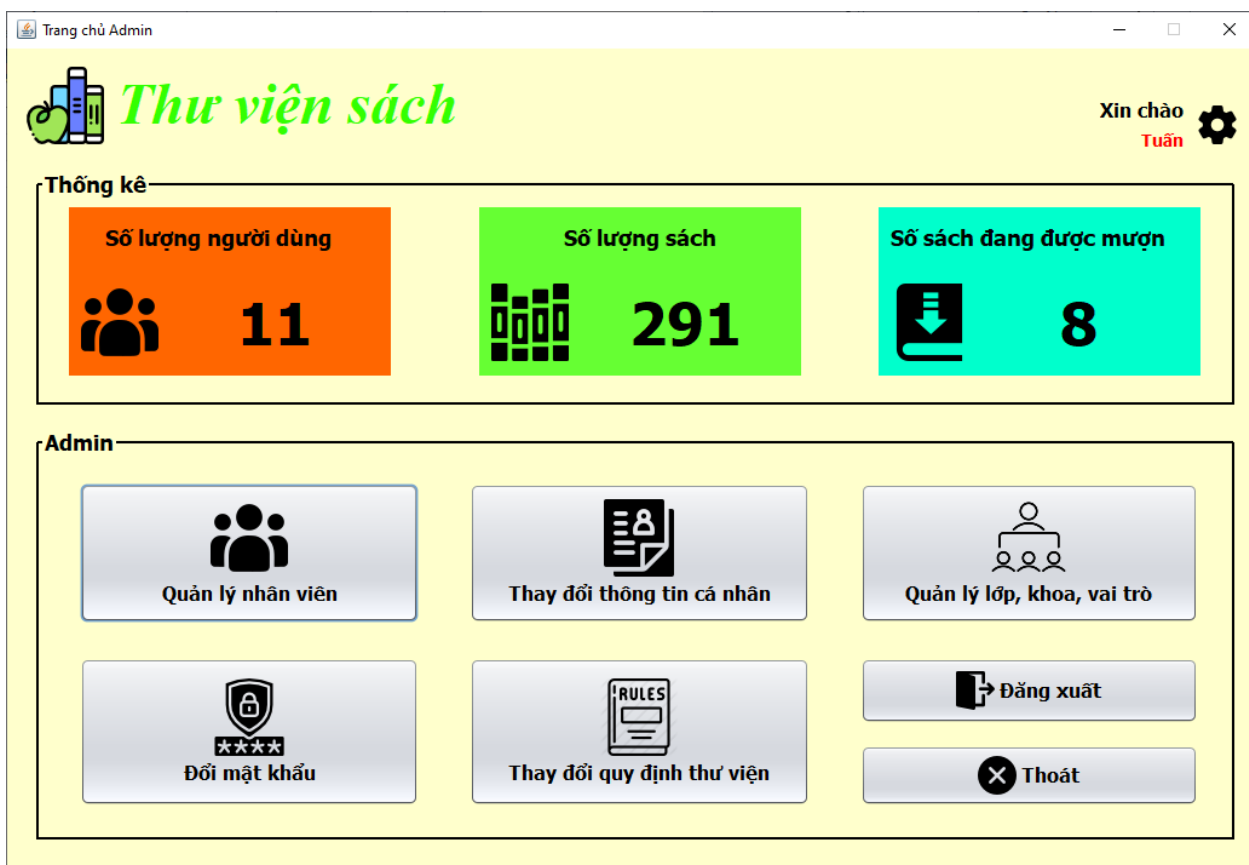 Trang chủ Admin
Thư viện sách
Xin chào
Tuấn
Thống kê
Số lượng người dùng
11
Số lượng sách
291
Số sách đang được mượn
8
Admin
Quản lý nhân viên
Thay đổi thông tin cá nhân
Quản lý lớp, khoa, vai trò
****
Đổi mật khẩu
RULES
Thay đổi quy định thư viện
Đăng xuất
Thoát